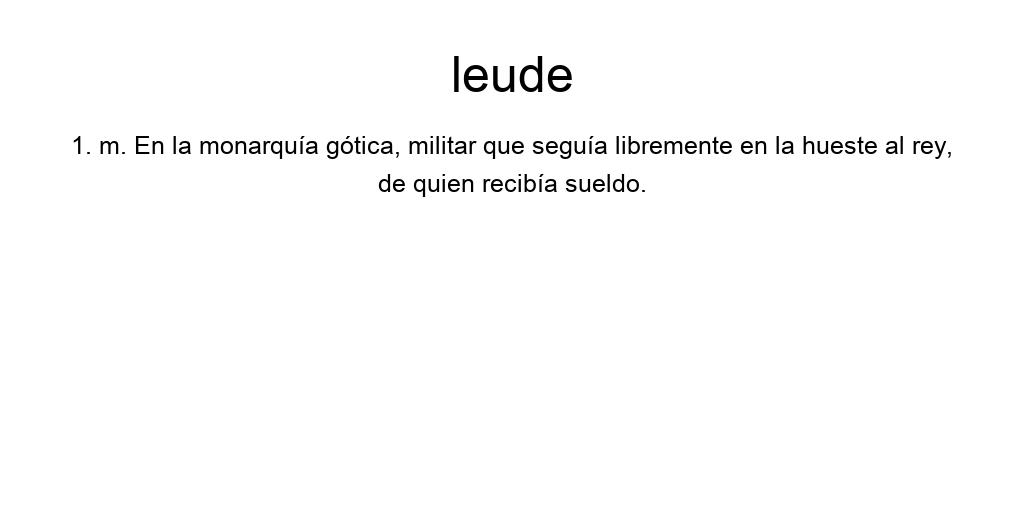 leude
1. m. En la monarquía gótica, militar que seguía libremente en la hueste al rey,
de quien recibía sueldo.